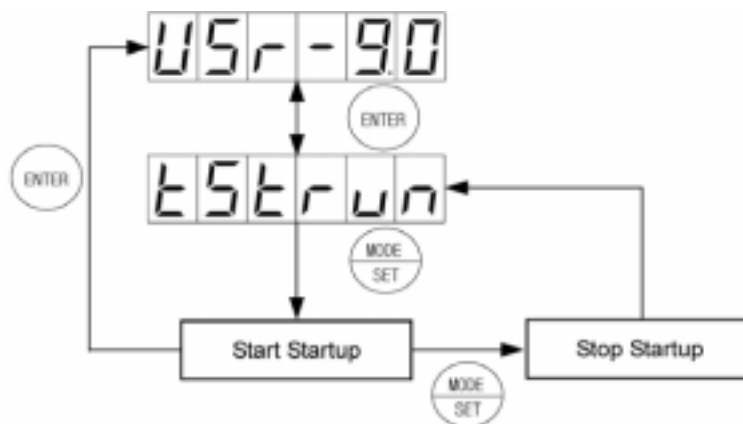 USr-9.0
ENTER
ENTER
tStrun
MODE
SET
Start Startup
Stop Startup
MODE
SET